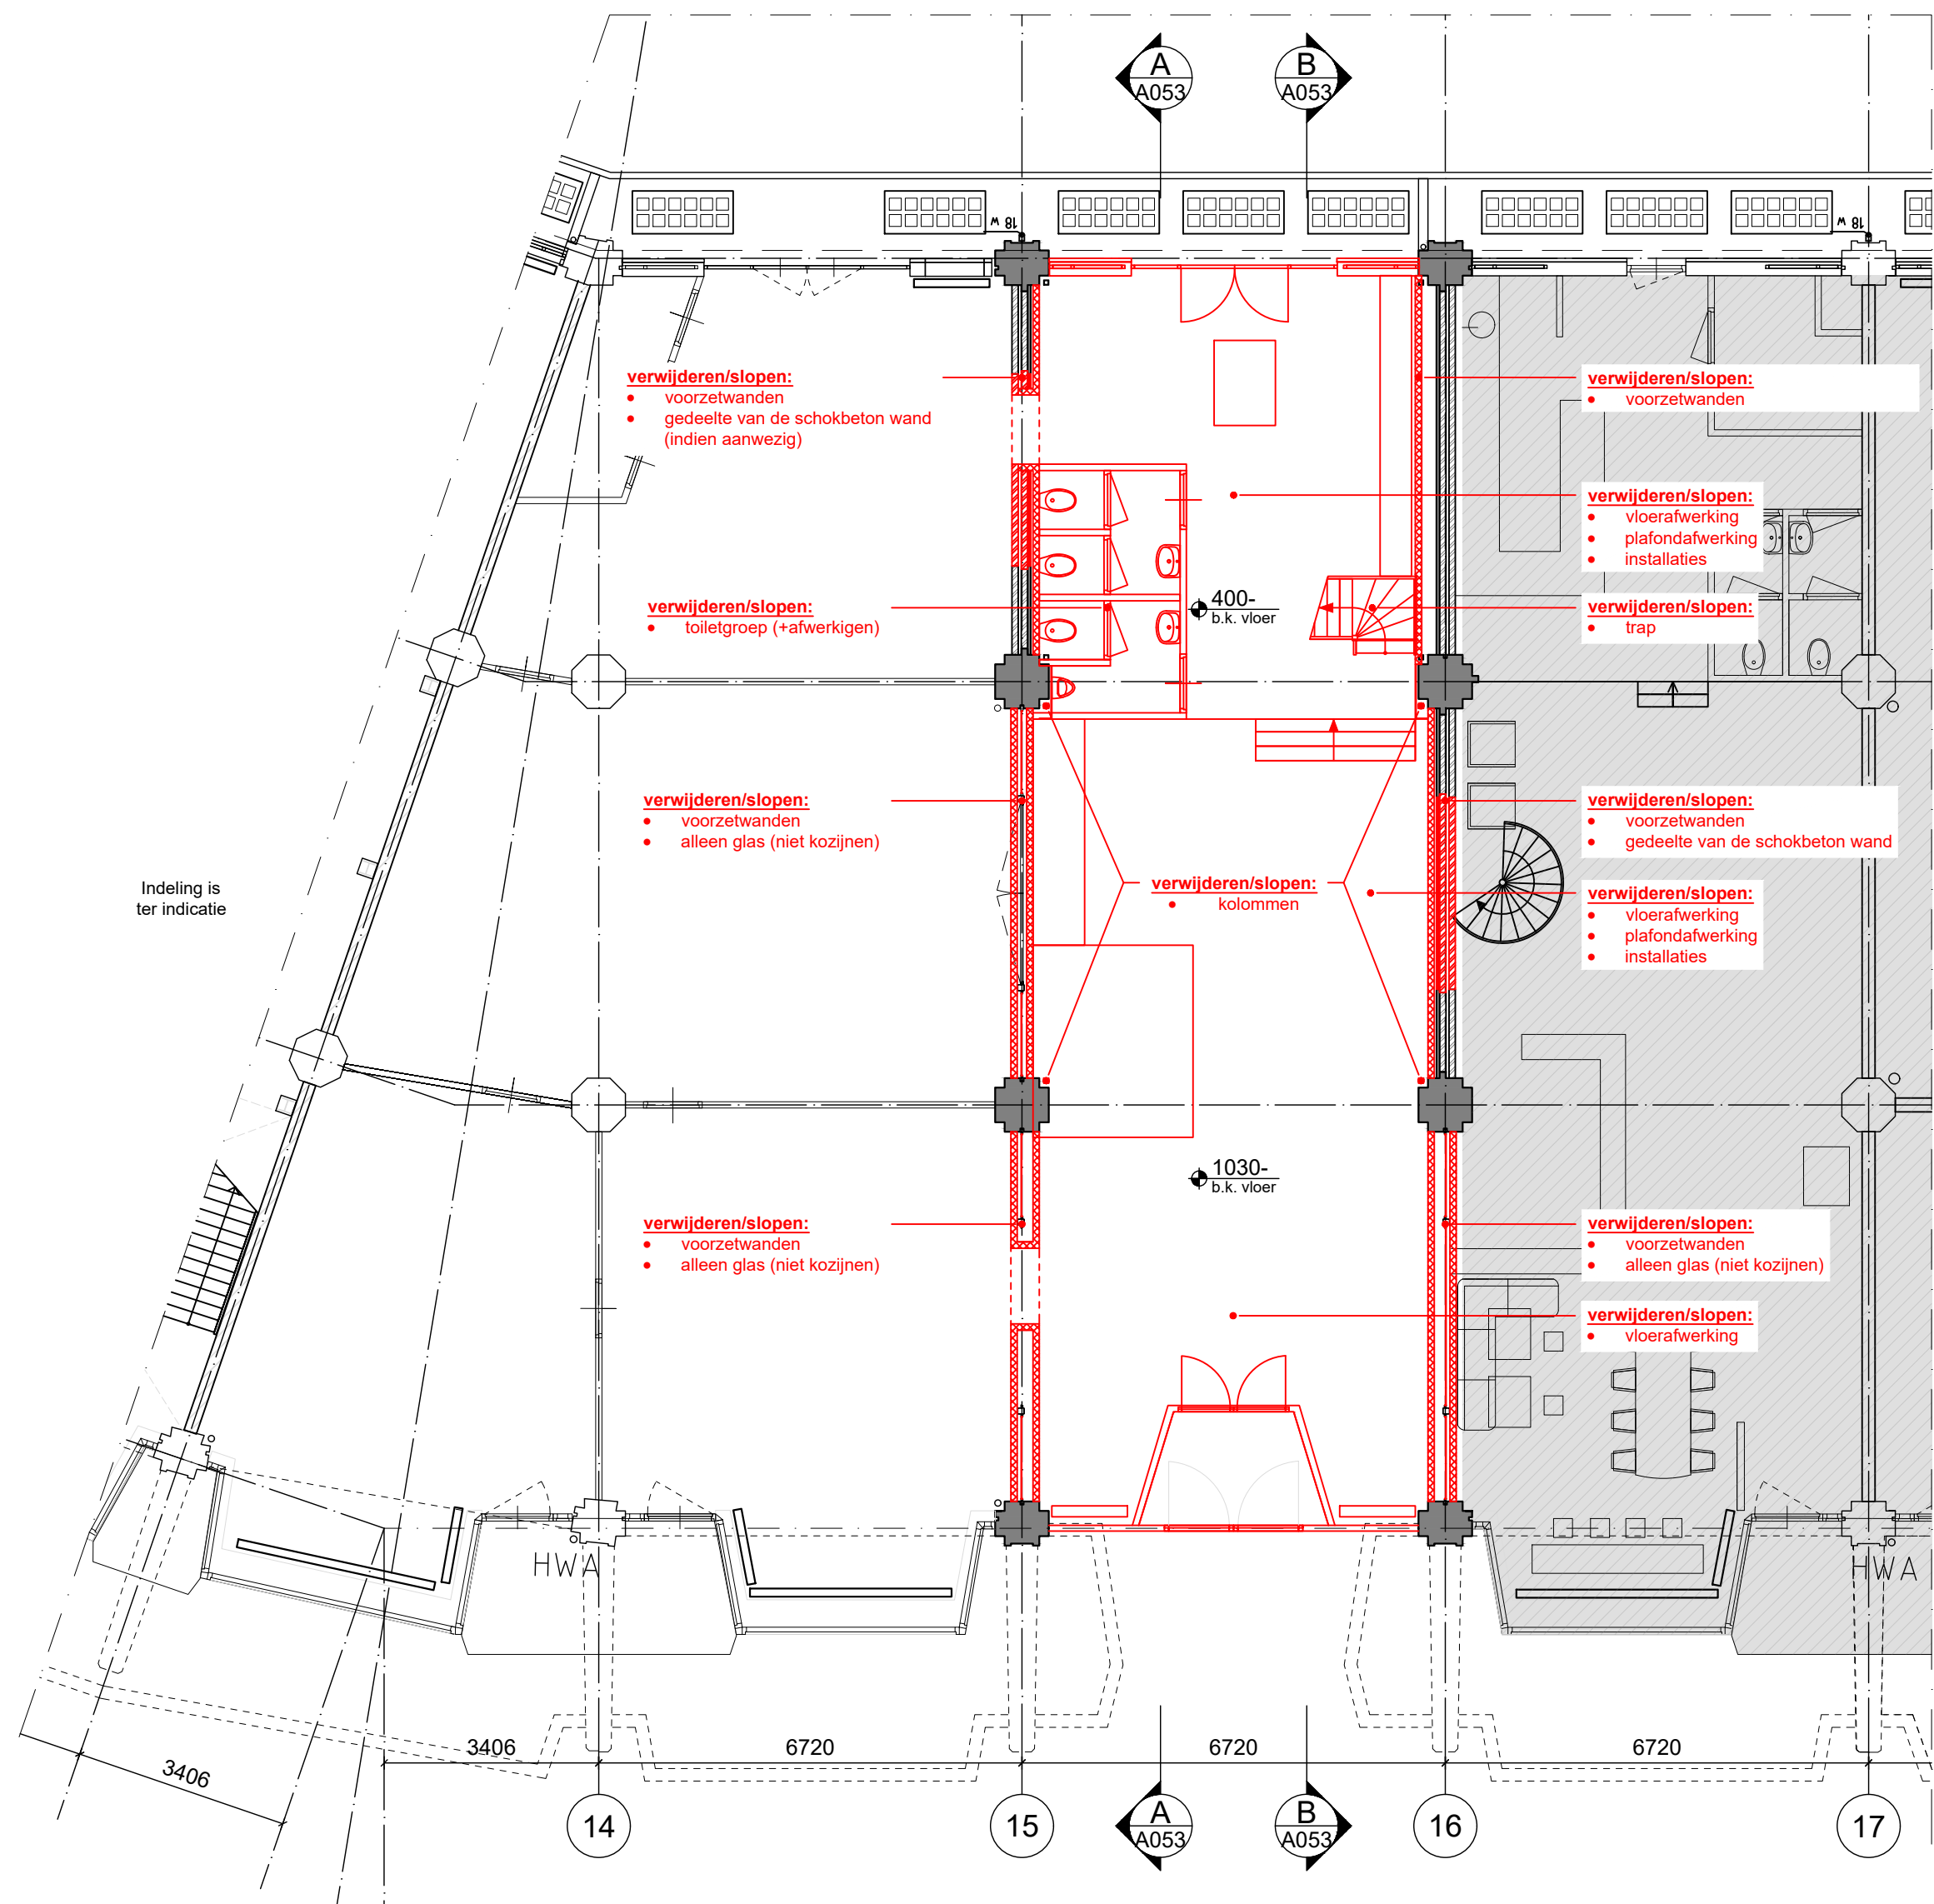 A
A053
B
A053
18 w
18 w
verwijderen/slopen:
• voorzetwanden
• gedeelte van de schokbeton wand
(indien aanwezig)
verwijderen/slopen:
• voorzetwanden
verwijderen/slopen:
• vloerafwerking
• plafondafwerking
• installaties
verwijderen/slopen:
• toiletgroep (+afwerkigen)
400-
b.k. vloer
verwijderen/slopen:
• trap
verwijderen/slopen:
• voorzetwanden
• alleen glas (niet kozijnen)
verwijderen/slopen:
• voorzetwanden
• gedeelte van de schokbeton wand
Indeling is
ter indicatie
verwijderen/slopen:
• kolommen
verwijderen/slopen:
• vloerafwerking
• plafondafwerking
• installaties
1030-
b.k. vloer
verwijderen/slopen:
• voorzetwanden
• alleen glas (niet kozijnen)
verwijderen/slopen:
• voorzetwanden
• alleen glas (niet kozijnen)
verwijderen/slopen:
• vloerafwerking
HWA
HWA
3406
3406
6720
6720
6720
14
15
A
A053
B
A053
16
17